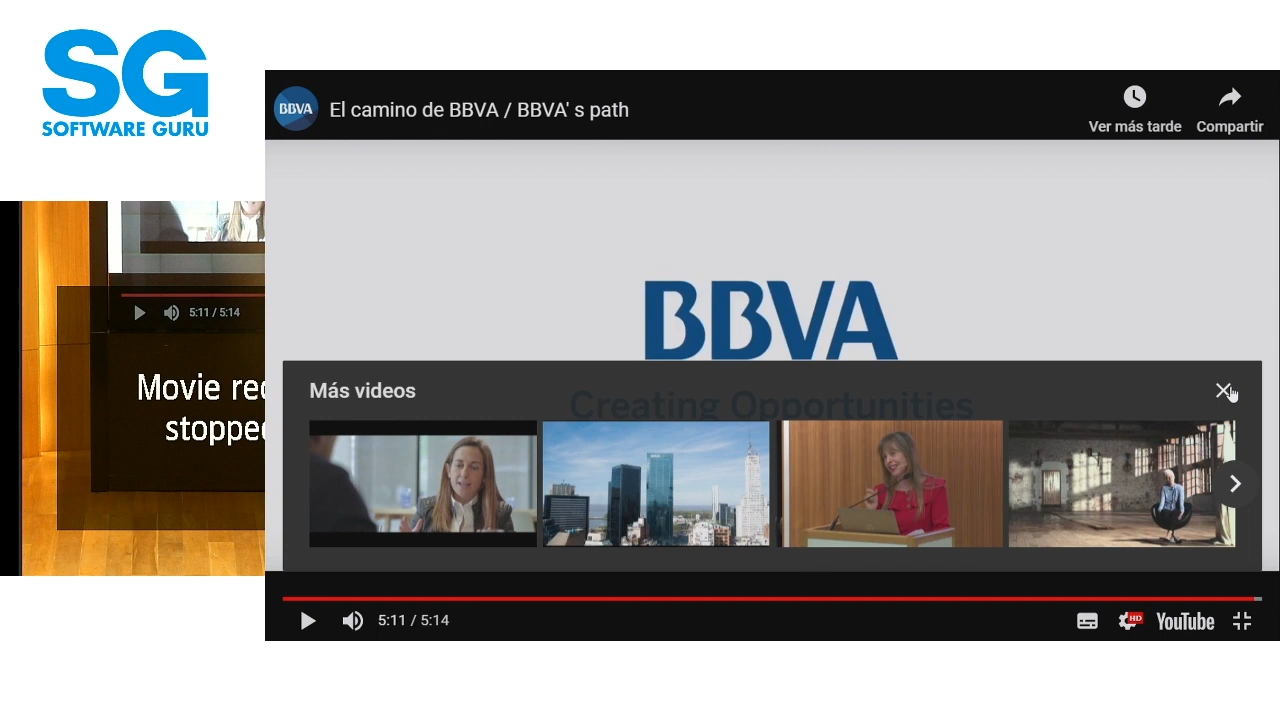 SG
SOFTWARE GURU
BBVA
El camino de BBVA / BBVA' s path
Ver más tarde
Compartir
BBVA
Creating Opportunities
Más videos
5:11 / 5:14
Movie rec
stopped
5:11 / 5:14
HD
YouTube